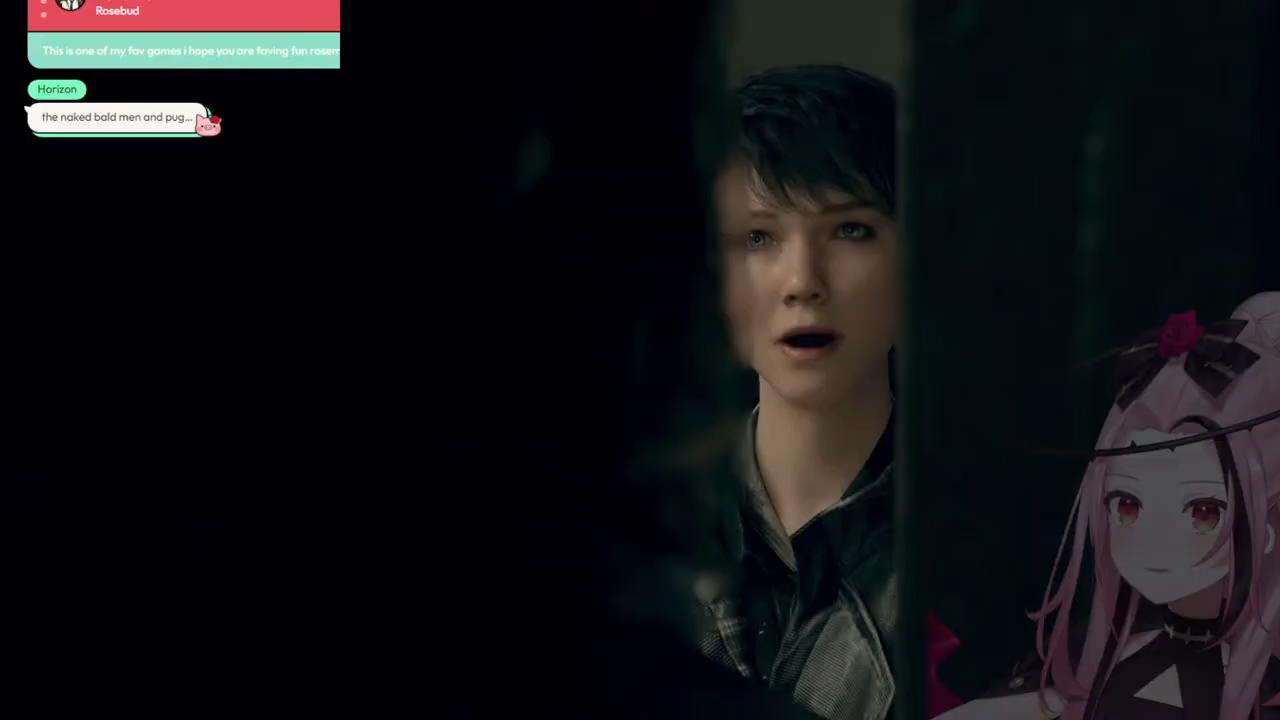 Rosebud
This is one of my fav games i hope you are faving fun rosem
Horizon
the naked bald men and pug...